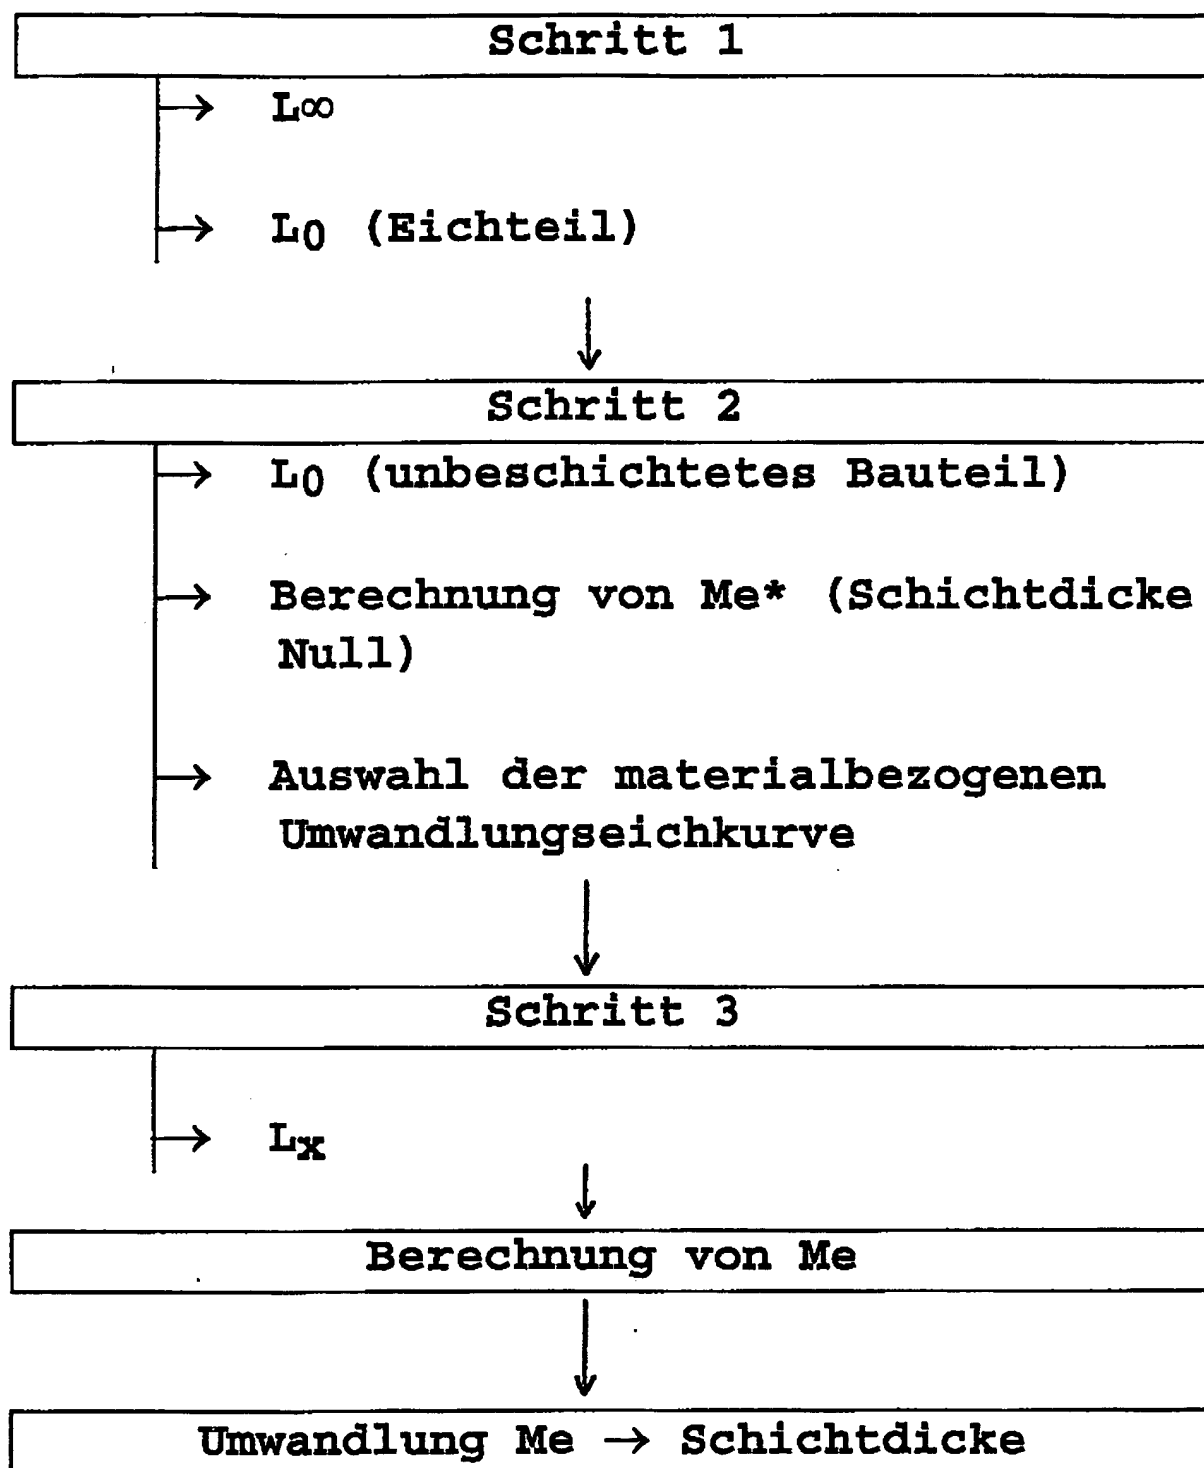 Schritt 1
→ L∞
→ L0 (Eichteil)
Schritt 2
→ L0 (unbeschichtetes Bauteil)
→ Berechnung von Me* (Schichtdicke
Null)
→ Auswahl der materialbezogenen
Umwandlungseichkurve
Schritt 3
→ Lx
Berechnung von Me
Umwandlung Me → Schichtdicke